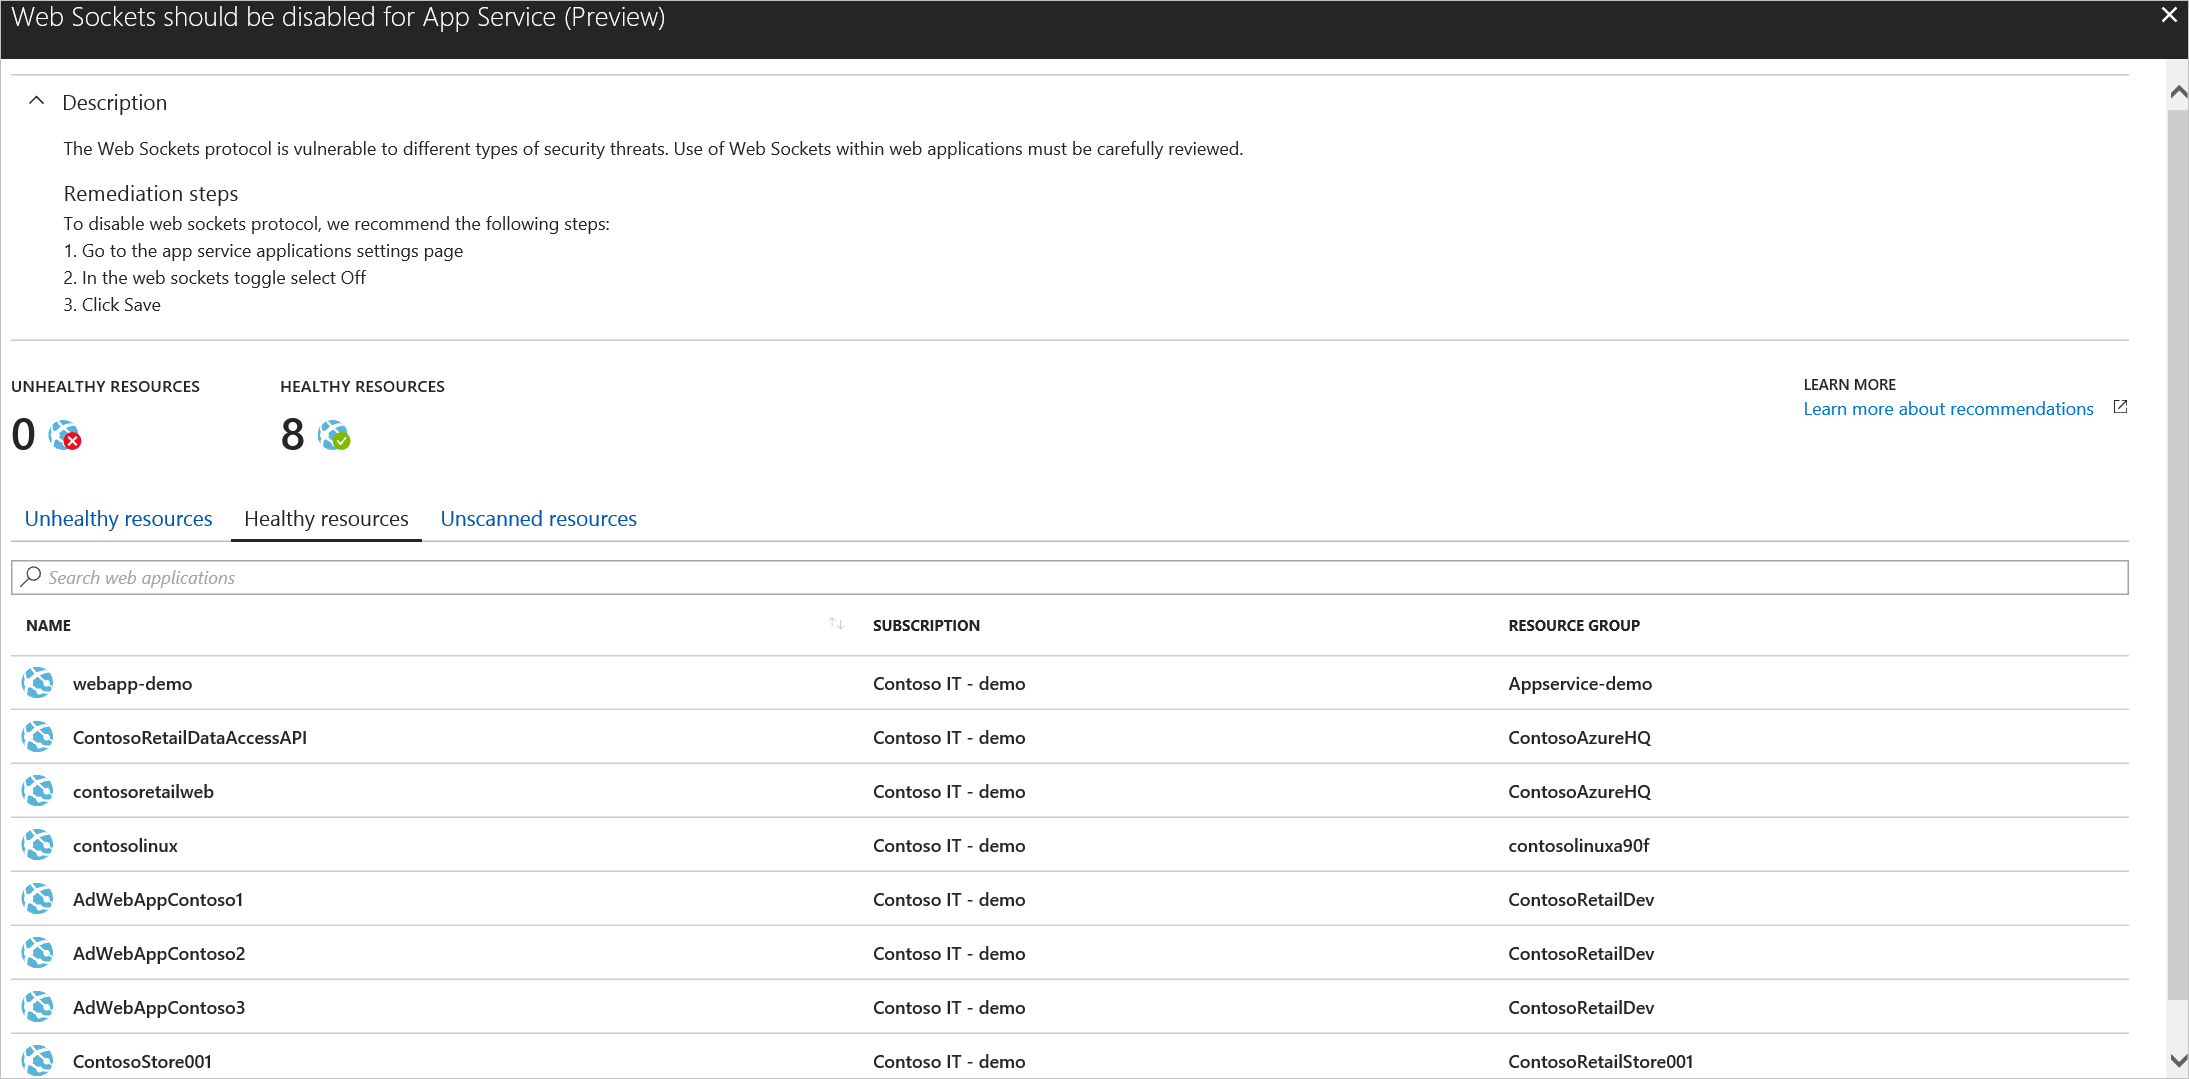 Web Sockets should be disabled for App Service (Preview)
Description
The Web Sockets protocol is vulnerable to different types of security threats. Use of Web Sockets within web applications must be carefully reviewed.
Remediation steps
To disable web sockets protocol, we recommend the following steps:
1. Go to the app service applications settings page
2. In the web sockets toggle select Off
3. Click Save
UNHEALTHY RESOURCES HEALTHY RESOURCES LEARN MORE
0 8 Learn more about recommendations
Unhealthy resources Healthy resources Unscanned resources
Search web applications
NAME SUBSCRIPTION RESOURCE GROUP
webapp-demo Contoso IT - demo Appservice-demo
ContosoRetailDataAccessAPI Contoso IT - demo ContosoAzureHQ
contosoretailweb Contoso IT - demo ContosoAzureHQ
contosolinux Contoso IT - demo contosolinuxa90f
AdWebAppContoso1 Contoso IT - demo ContosoRetailDev
AdWebAppContoso2 Contoso IT - demo ContosoRetailDev
AdWebAppContoso3 Contoso IT - demo ContosoRetailDev
ContosoStore001 Contoso IT - demo ContosoRetailStore001